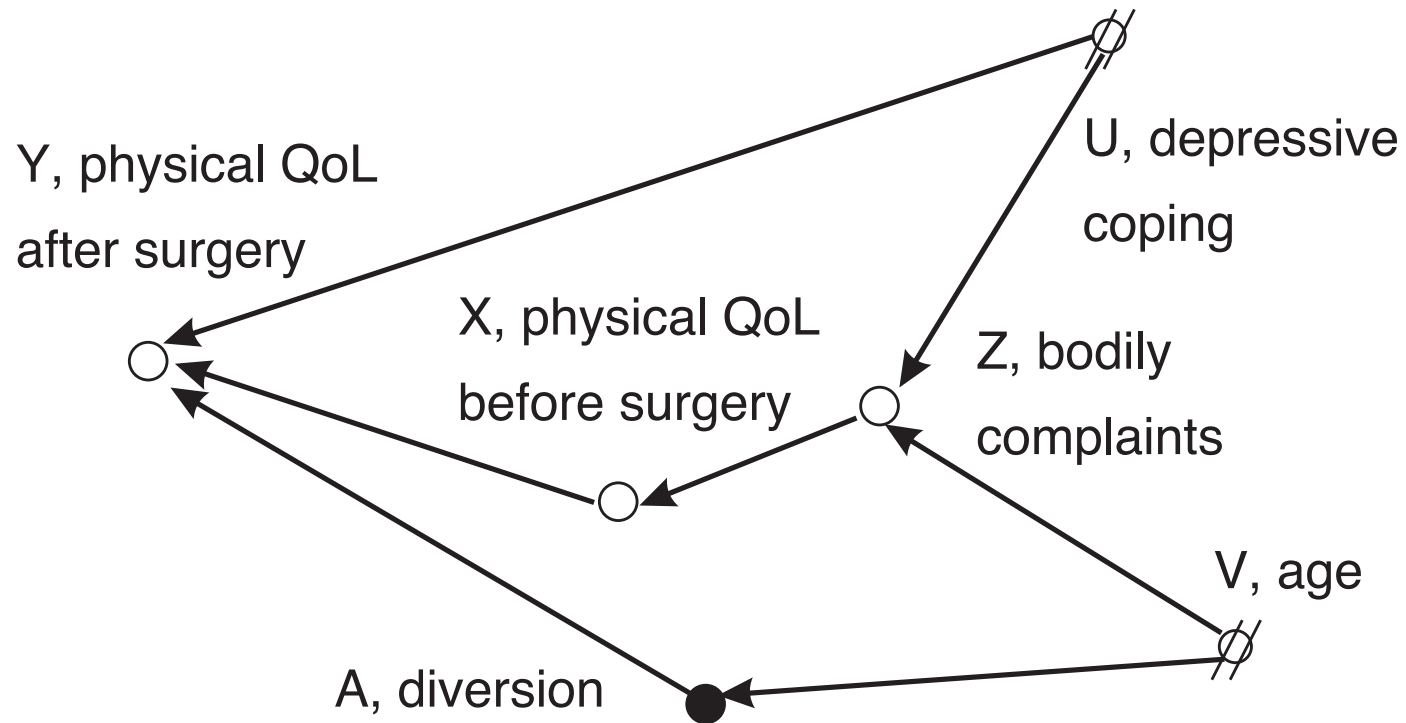 U, depressive
coping
Y, physical QoL
after surgery
X, physical QoL
before surgery
Z, bodily
complaints
V, age
A, diversion